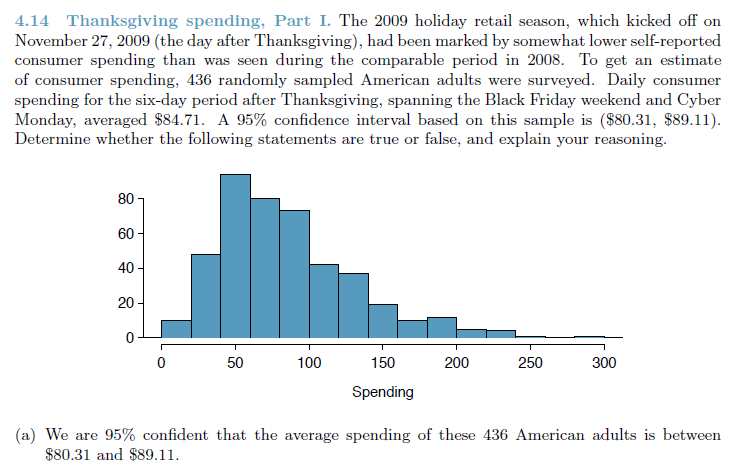 4.14 Thanksgiving spending, Part I. The 2009 holiday retail season, which kicked off on
November 27, 2009 (the day after Thanksgiving), had been marked by somewhat lower self-reported
consumer spending than was seen during the comparable period in 2008. To get an estimate
of consumer spending, 436 randomly sampled American adults were surveyed. Daily consumer
spending for the six-day period after Thanksgiving, spanning the Black Friday weekend and Cyber
Monday, averaged $84.71. A 95% confidence interval based on this sample is ($80.31, $89.11).
Determine whether the following statements are true or false, and explain your reasoning.
80
60
40
20
0
0 50 100 150 200 250 300
Spending
(a) We are 95% confident that the average spending of these 436 American adults is between
$80.31 and $89.11.